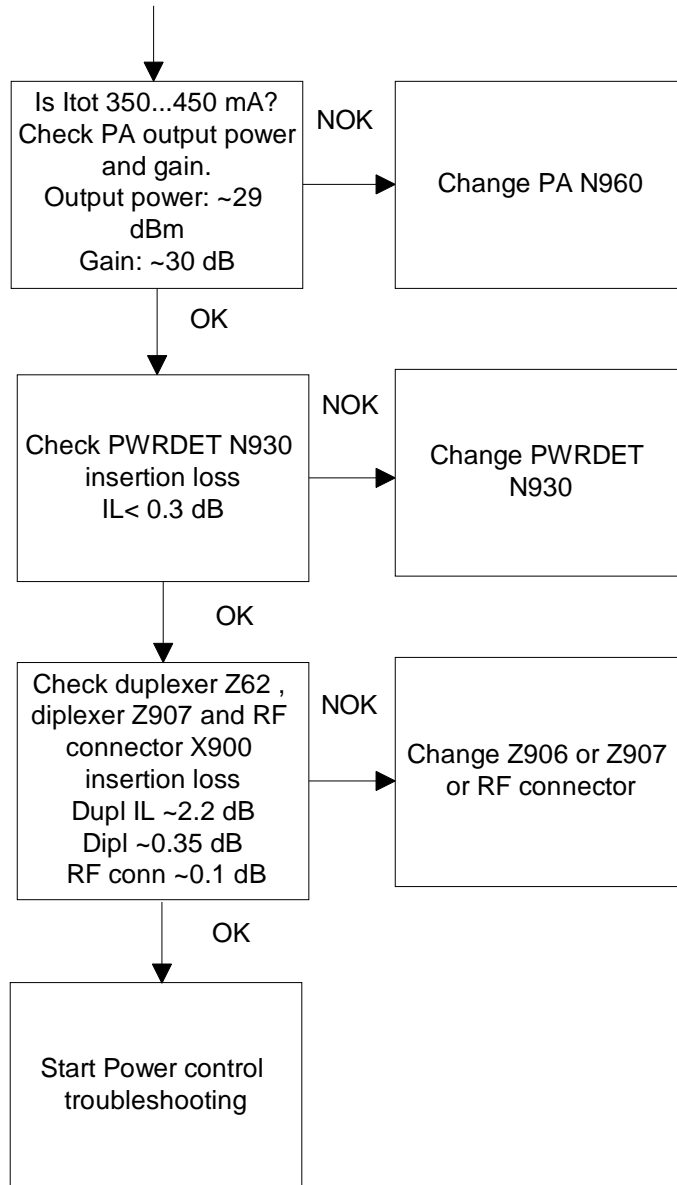 Is Itot 350...450 mA?
Check PA output power
and gain.
Output power: ~29
dBm
Gain: ~30 dB
NOK
Change PA N960
OK
Check PWRDET N930
insertion loss
IL< 0.3 dB
NOK
Change PWRDET
N930
OK
Check duplexer Z62 ,
diplexer Z907 and RF
connector X900
insertion loss
Dupl IL ~2.2 dB
Dipl ~0.35 dB
RF conn ~0.1 dB
NOK
Change Z906 or Z907
or RF connector
OK
Start Power control
troubleshooting